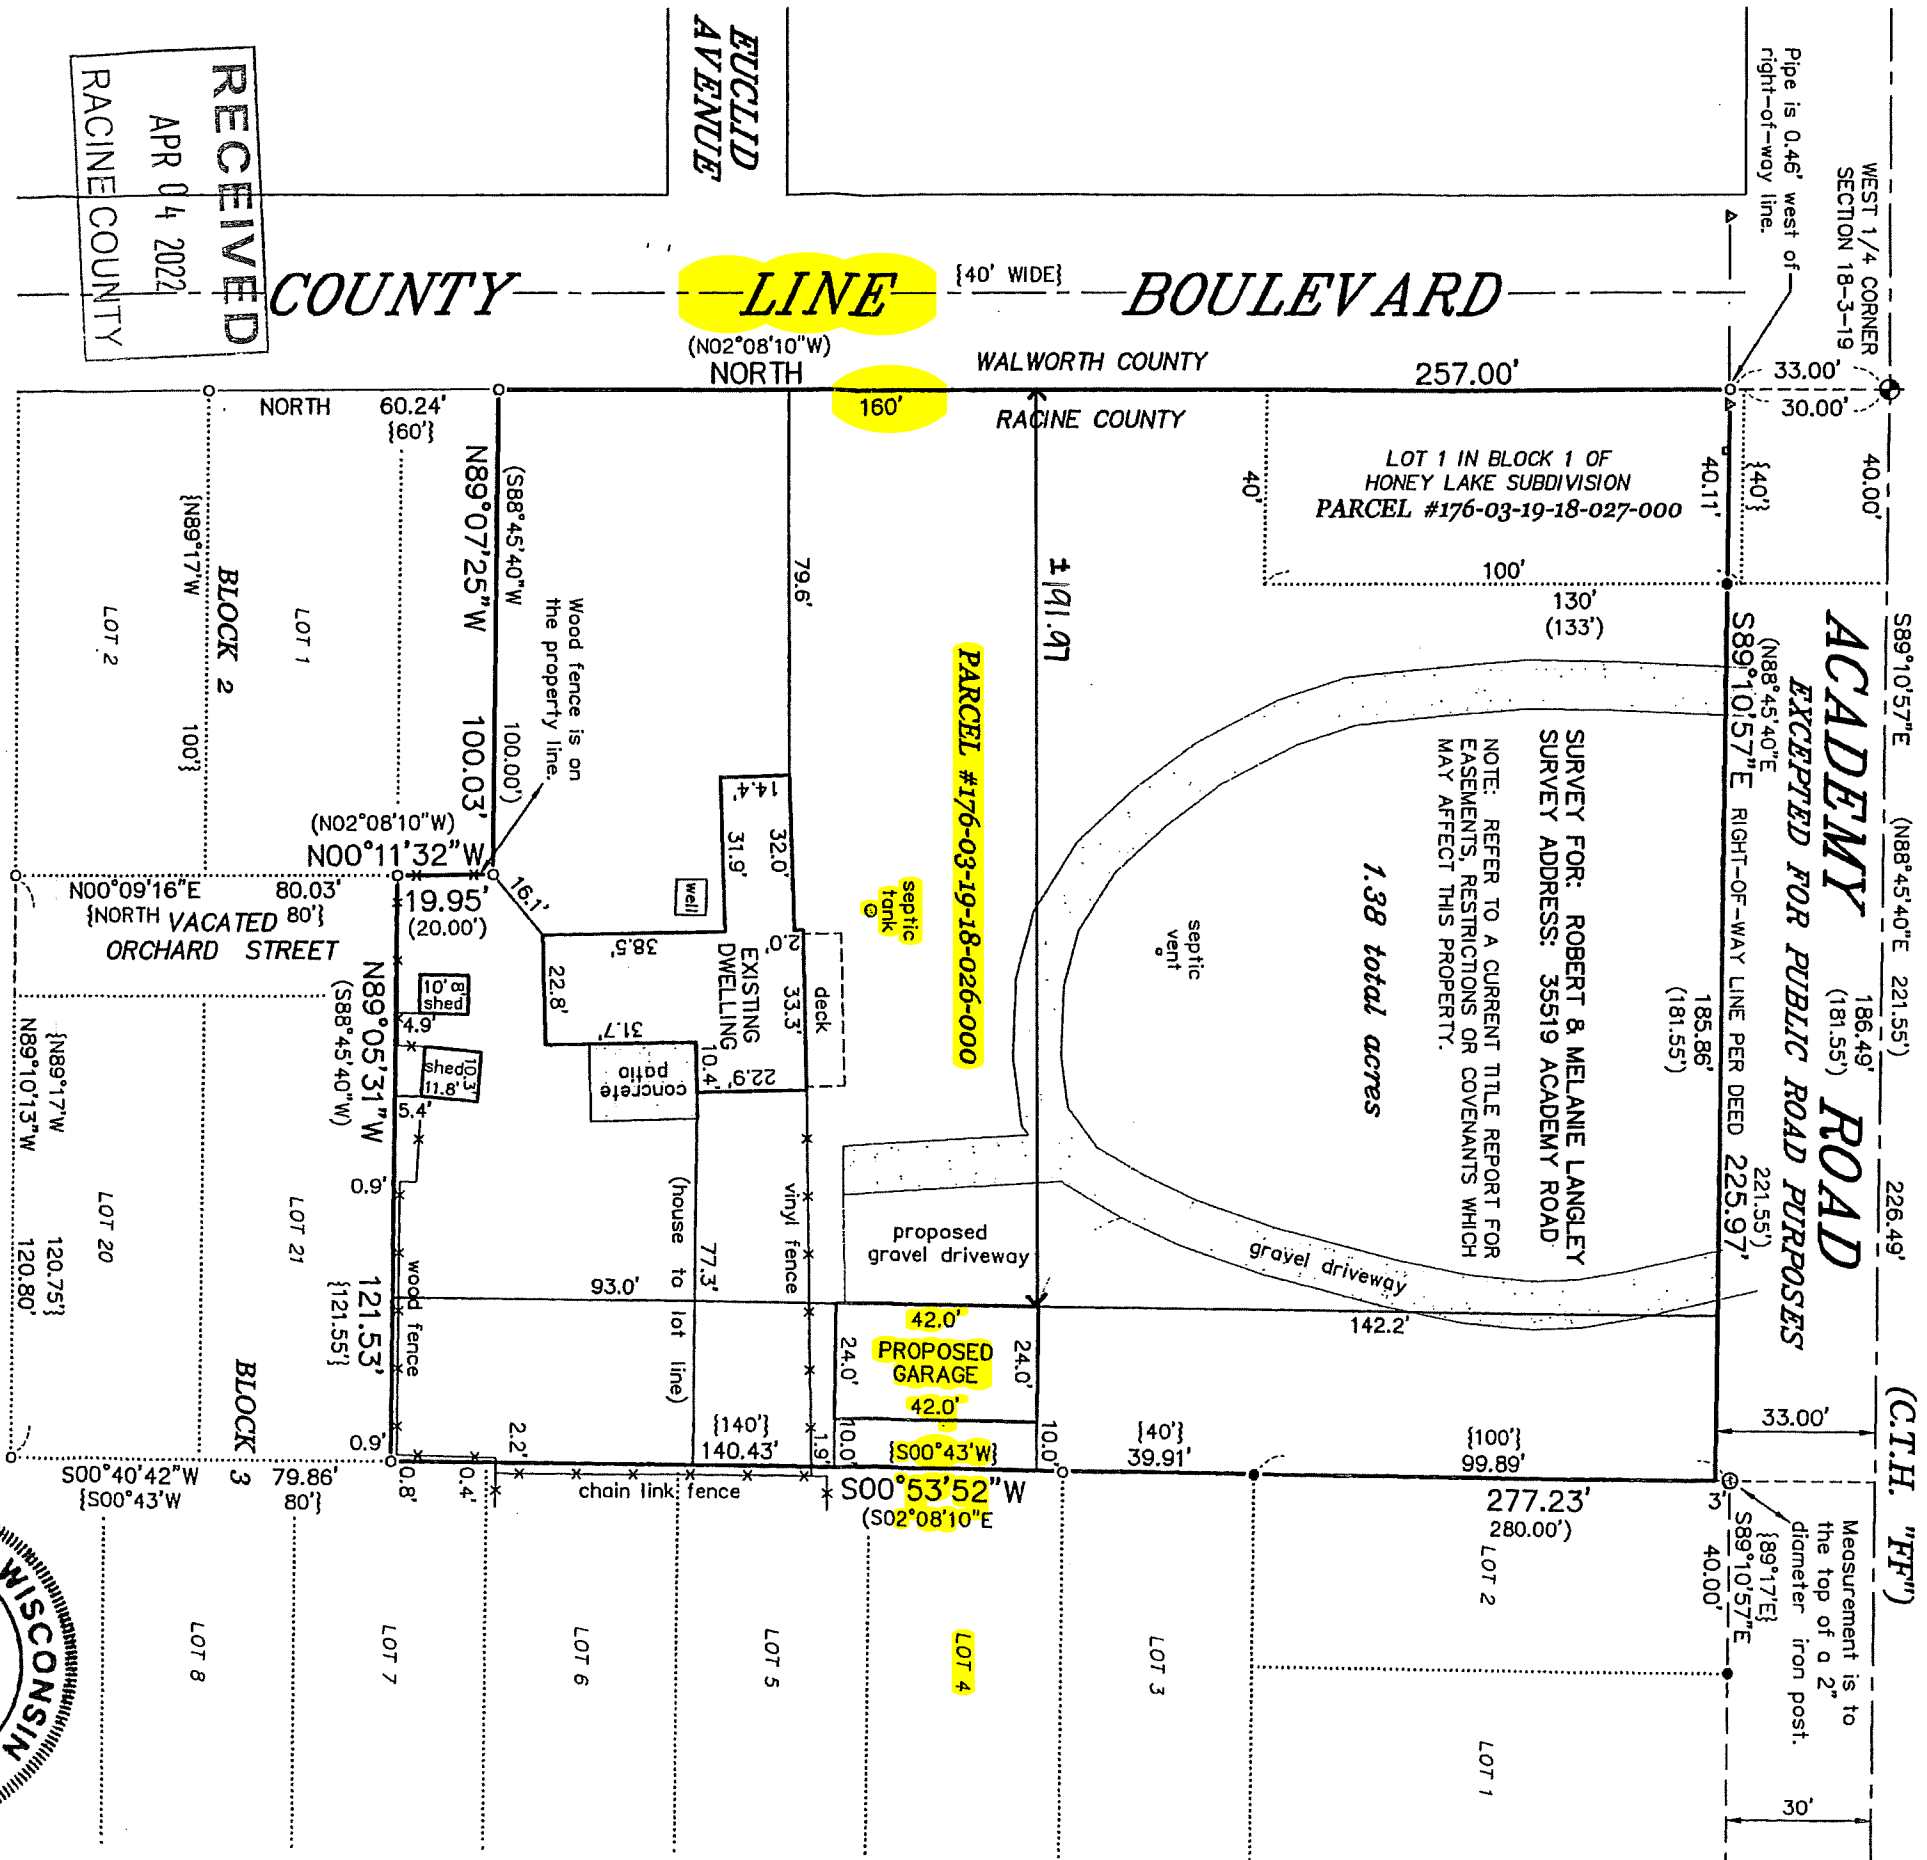 EUCLID
AVENUE
Pipe is 0.46' west of
right-of-way line.
WEST 1/4 CORNER
SECTION 18-3-19
RECEIVED
APR 04 2022
RACINE COUNTY
COUNTY LINE BOULEVARD
{40' WIDE}
(N02°08'10"W)
NORTH
WALWORTH COUNTY
257.00'
33.00'
30.00'
NORTH 60.24'
{60'}
160'
RACINE COUNTY
LOT 1 IN BLOCK 1 OF
HONEY LAKE SUBDIVISION
PARCEL #176-03-19-18-027-000
40'
40.11'
{40'}
40.00'
100'
130'
(133')
ACADEMY ROAD
(C.T.H. "FF")
EXCEPTED FOR PUBLIC ROAD PURPOSES
S89°10'57"E
(N88°45'40"E 221.55')
186.49'
(181.55')
226.49'
(N88°45'40"E 221.55')
S89°10'57"E RIGHT-OF-WAY LINE PER DEED 225.97'
185.86'
(181.55')
SURVEY FOR: ROBERT & MELANIE LANGLEY
SURVEY ADDRESS: 35519 ACADEMY ROAD
NOTE: REFER TO A CURRENT TITLE REPORT FOR
EASEMENTS, RESTRICTIONS OR COVENANTS WHICH
MAY AFFECT THIS PROPERTY.
1.38 total acres
± 191.97
PARCEL #176-03-19-18-026-000
79.6'
(S88°45'40"W 100.00')
N89°07'25"W 100.03'
Wood fence is on
the property line.
{N89°17'W 100'}
BLOCK 2
LOT 1
LOT 2
(N02°08'10"W)
N00°11'32"W
19.95'
(20.00')
N00°09'16"E 80.03'
{NORTH 80'}
VACATED
ORCHARD STREET
16.1'
14.4'
32.0'
31.9'
well
septic
tank
septic
vent
2.0'
38.5'
EXISTING
DWELLING
33.3'
deck
22.8'
31.7'
10.4'
22.9'
concrete
patio
10' 8'
shed
4.9'
10.3'
shed
11.8'
5.4'
0.9'
N89°05'31"W 121.53'
(S88°45'40"W)
{121.55'}
wood fence
{N89°17'W 120.75'}
N89°10'13"W 120.80'
LOT 20
LOT 21
BLOCK 3
77.3'
(house to lot line)
vinyl fence
93.0'
proposed
gravel driveway
gravel driveway
142.2'
42.0'
PROPOSED
GARAGE
42.0'
24.0'
24.0'
10.0'
10.0'
1.9'
{140'}
140.43'
{S00°43'W}
{40'}
39.91'
{100'}
99.89'
33.00'
2.2'
0.9'
0.8'
0.4'
S00°40'42"W 79.86'
{S00°43'W 80'}
chain link fence
S00°53'52"W
(S02°08'10"E
277.23'
280.00')
3'
S89°10'57"E 40.00'
{89°17'E}
Measurement is to
the top of a 2"
diameter iron post.
30'
LOT 8
LOT 7
LOT 6
LOT 5
LOT 4
LOT 3
LOT 2
LOT 1
WISCONSIN